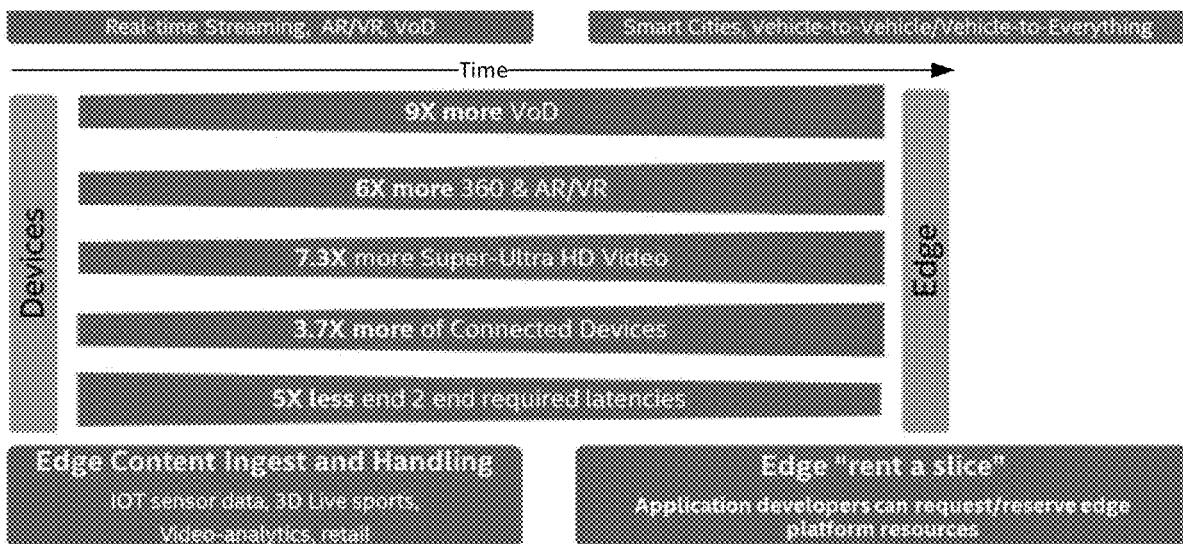 Real-time Streaming, AR/VR, VoD
Smart Cities, Vehicle-to-Vehicle/Vehicle-to-Everything
Time
Devices
9X more VoD
6X more 360 & AR/VR
7.3X more Super-Ultra HD Video
3.7X more of Connected Devices
5X less end 2 end required latencies
Edge
Edge Content Ingest and Handling
IOT sensor data, 3D Live sports,
Video-analytics, retail
Edge "rent a slice"
Application developers can request/reserve edge
platform resources